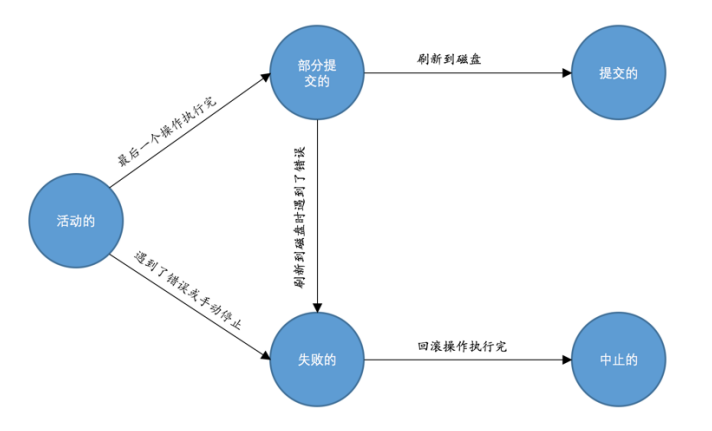 部分提
交的
刷新到磁盘
提交的
最后一个操作执行完
刷新到磁盘时遇到了错误
活动的
遇到了错误或手动停止
失败的
回滚操作执行完
中止的